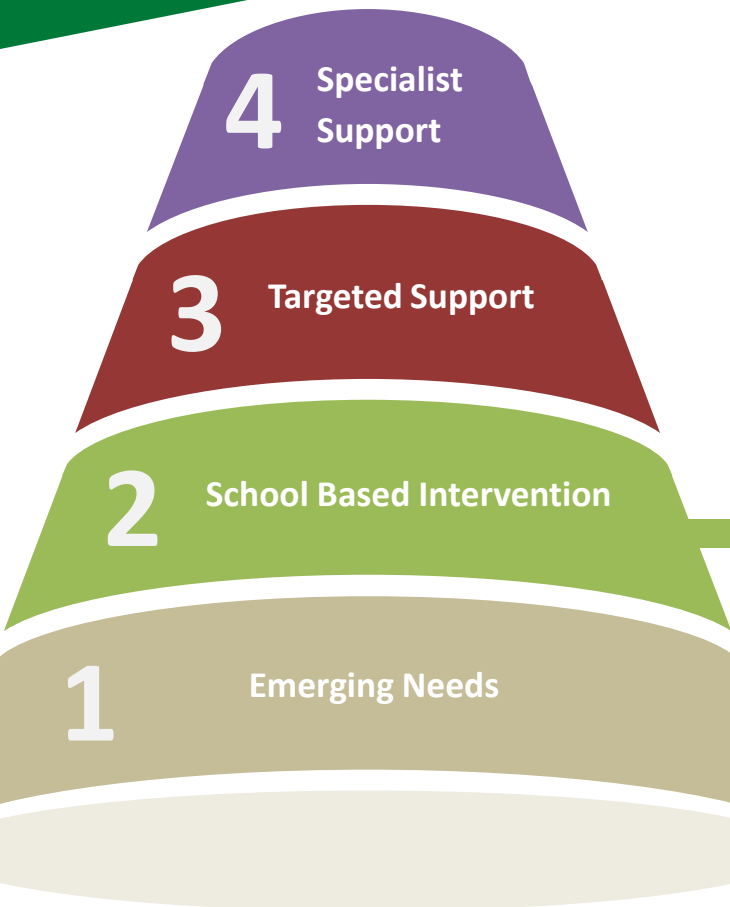 4
Specialist
Support
3
Targeted Support
2
School Based Intervention
1
Emerging Needs